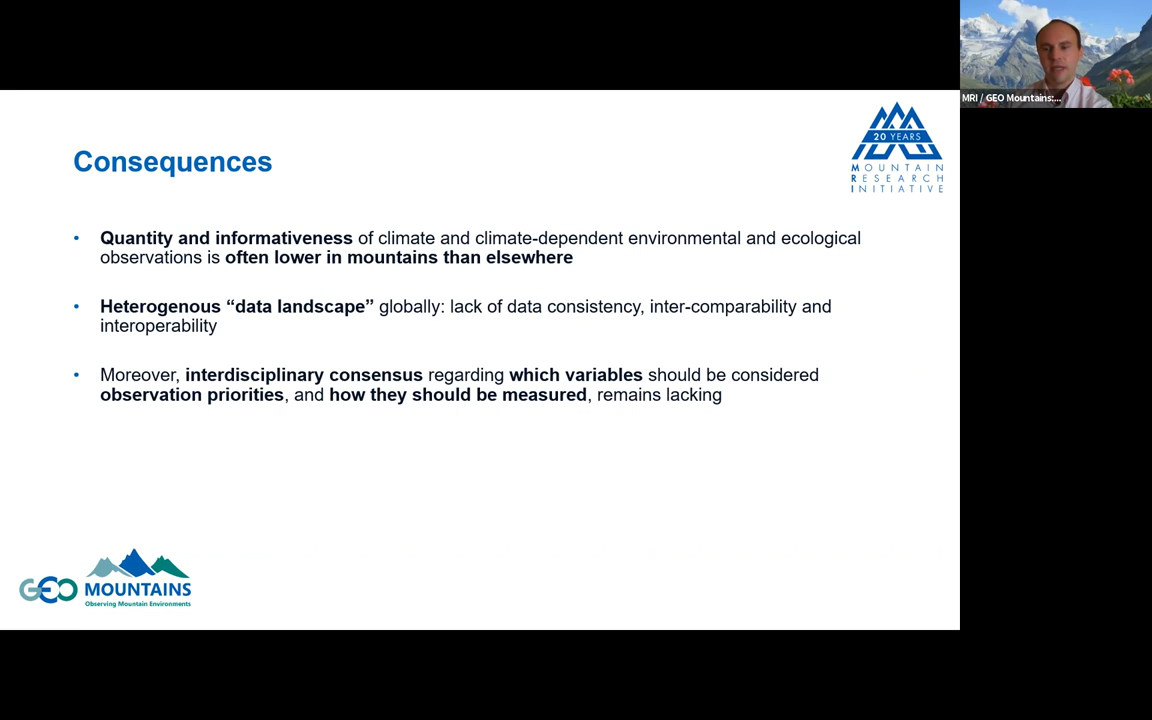 MRI / GEO Mountains:...
Consequences
20 YEARS
MOUNTAIN
RESEARCH
INITIATIVE
• Quantity and informativeness of climate and climate-dependent environmental and ecological
observations is often lower in mountains than elsewhere
• Heterogenous “data landscape” globally: lack of data consistency, inter-comparability and
interoperability
• Moreover, interdisciplinary consensus regarding which variables should be considered
observation priorities, and how they should be measured, remains lacking
GEO MOUNTAINS
Observing Mountain Environments